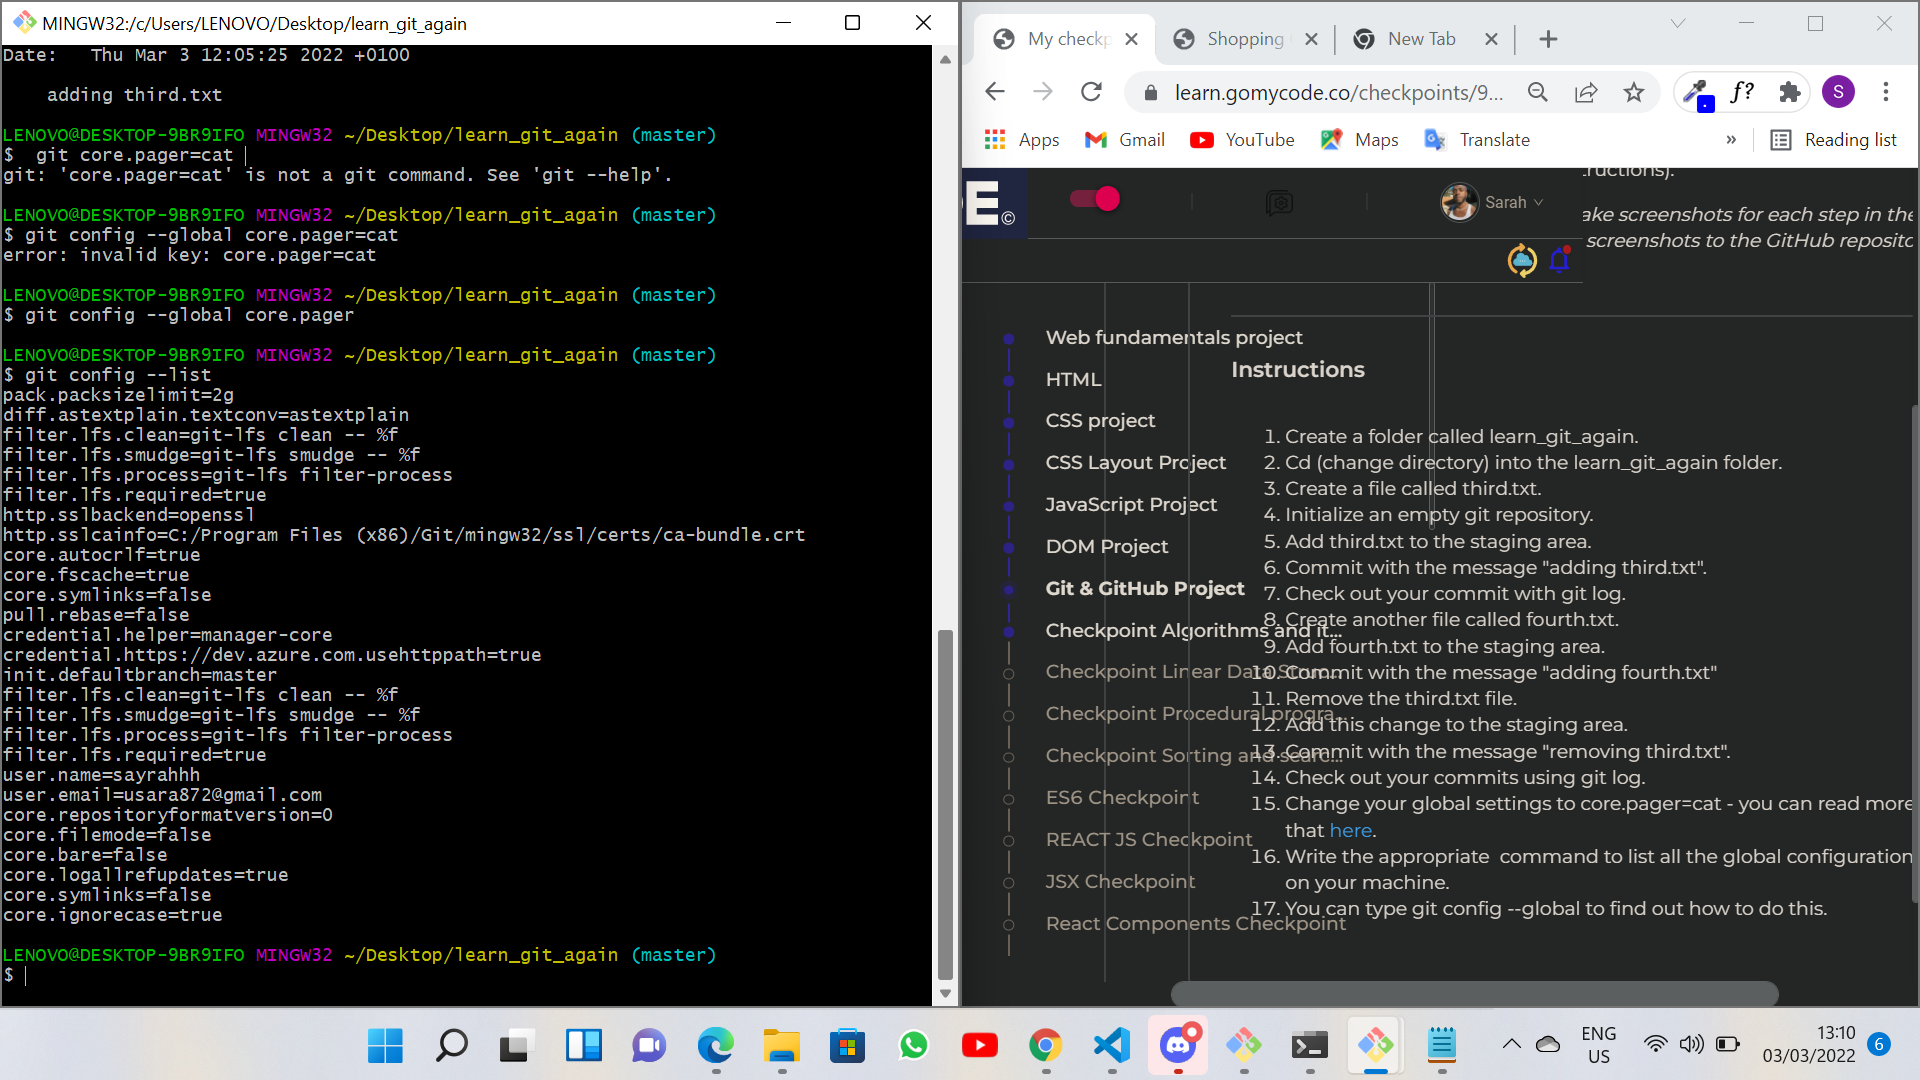 MINGW32:/c/Users/LENOVO/Desktop/learn_git_again
Date:   Thu Mar 3 12:05:25 2022 +0100
    adding third.txt
LENOVO@DESKTOP-9BR9IFO MINGW32 ~/Desktop/learn_git_again (master)
$  git core.pager=cat
git: 'core.pager=cat' is not a git command. See 'git --help'.
LENOVO@DESKTOP-9BR9IFO MINGW32 ~/Desktop/learn_git_again (master)
$ git config --global core.pager=cat
error: invalid key: core.pager=cat
LENOVO@DESKTOP-9BR9IFO MINGW32 ~/Desktop/learn_git_again (master)
$ git config --global core.pager
LENOVO@DESKTOP-9BR9IFO MINGW32 ~/Desktop/learn_git_again (master)
$ git config --list
pack.packsizelimit=2g
diff.astextplain.textconv=astextplain
filter.lfs.clean=git-lfs clean -- %f
filter.lfs.smudge=git-lfs smudge -- %f
filter.lfs.process=git-lfs filter-process
filter.lfs.required=true
http.sslbackend=openssl
http.sslcainfo=C:/Program Files (x86)/Git/mingw32/ssl/certs/ca-bundle.crt
core.autocrlf=true
core.fscache=true
core.symlinks=false
pull.rebase=false
credential.helper=manager-core
credential.https://dev.azure.com.usehttppath=true
init.defaultbranch=master
filter.lfs.clean=git-lfs clean -- %f
filter.lfs.smudge=git-lfs smudge -- %f
filter.lfs.process=git-lfs filter-process
filter.lfs.required=true
user.name=sayrahhh
user.email=usara872@gmail.com
core.repositoryformatversion=0
core.filemode=false
core.bare=false
core.logallrefupdates=true
core.symlinks=false
core.ignorecase=true
LENOVO@DESKTOP-9BR9IFO MINGW32 ~/Desktop/learn_git_again (master)
$
My checkp
Shopping
New Tab
learn.gomycode.co/checkpoints/9...
f?
S
Apps
Gmail
YouTube
Maps
Translate
»
Reading list
E©
Sarah
ructions).
ake screenshots for each step in the
screenshots to the GitHub reposito
Web fundamentals project
HTML
CSS project
CSS Layout Project
JavaScript Project
DOM Project
Git & GitHub Project
Checkpoint Algorithms and it...
Checkpoint Linear Data Struc...
Checkpoint Procedural progra...
Checkpoint Sorting and searc...
ES6 Checkpoint
REACT JS Checkpoint
JSX Checkpoint
React Components Checkpoint
Instructions
1. Create a folder called learn_git_again.
2. Cd (change directory) into the learn_git_again folder.
3. Create a file called third.txt.
4. Initialize an empty git repository.
5. Add third.txt to the staging area.
6. Commit with the message "adding third.txt".
7. Check out your commit with git log.
8. Create another file called fourth.txt.
9. Add fourth.txt to the staging area.
10. Commit with the message "adding fourth.txt"
11. Remove the third.txt file.
12. Add this change to the staging area.
13. Commit with the message "removing third.txt".
14. Check out your commits using git log.
15. Change your global settings to core.pager=cat - you can read more
that here.
16. Write the appropriate  command to list all the global configuration
on your machine.
17. You can type git config --global to find out how to do this.
ENG
US
13:10
03/03/2022
6